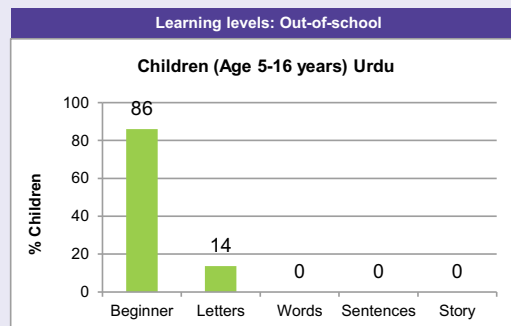 Learning levels: Out-of-school
Children (Age 5-16 years) Urdu
% Children
100
80
60
40
20
0
86
14
0
0
0
Beginner Letters Words Sentences Story